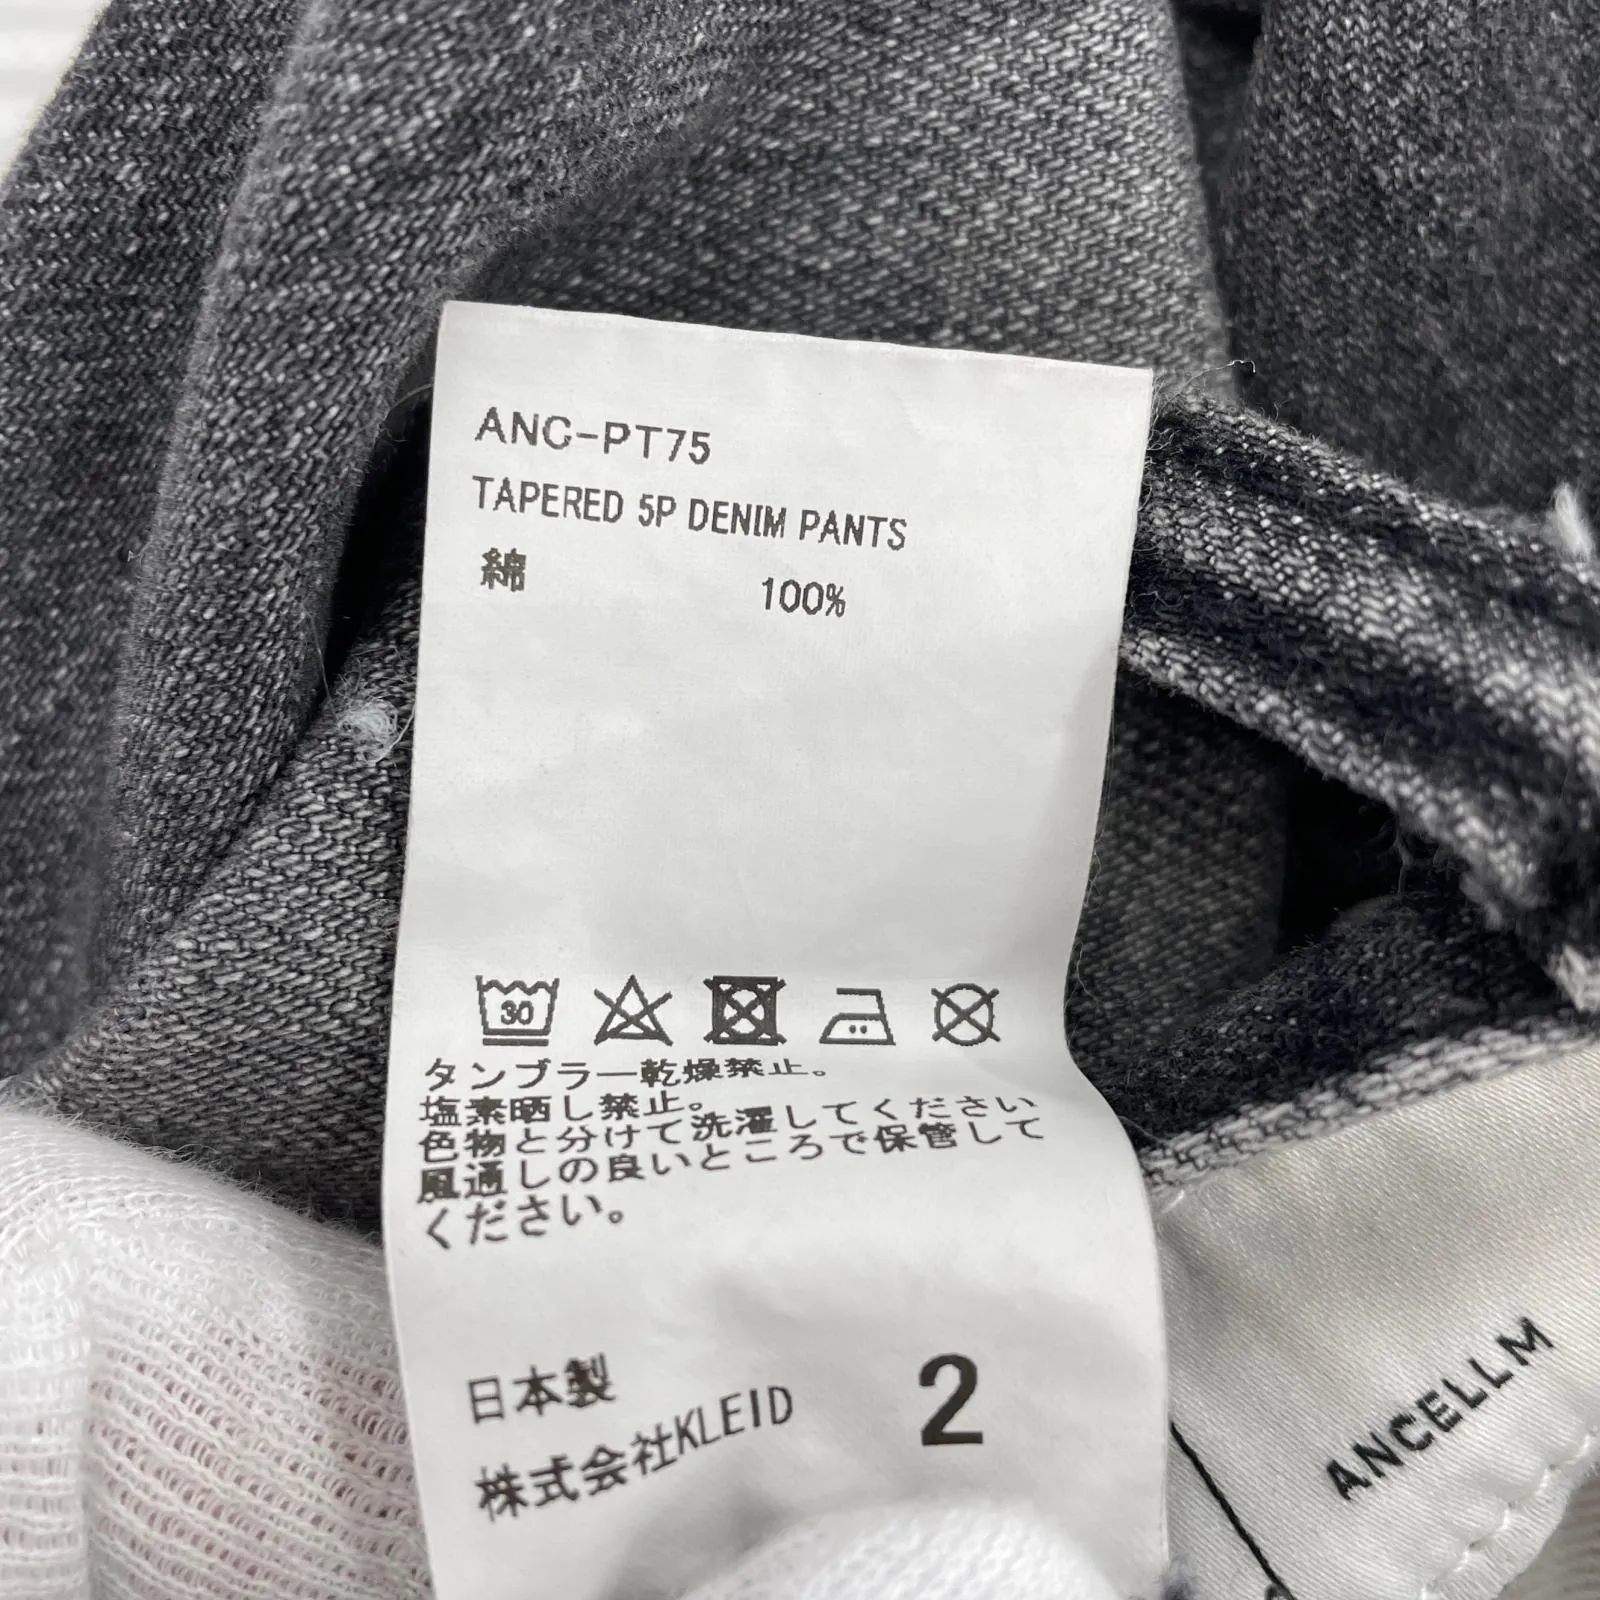 ANC-PT75
TAPERED 5P DENIM PANTS
綿 100%
30
タンブラー乾燥禁止。
塩素晒し禁止。
色物と分けて洗濯してください
風通しの良いところで保管して
ください。
日本製
株式会社KLEID
2
ANCELLM